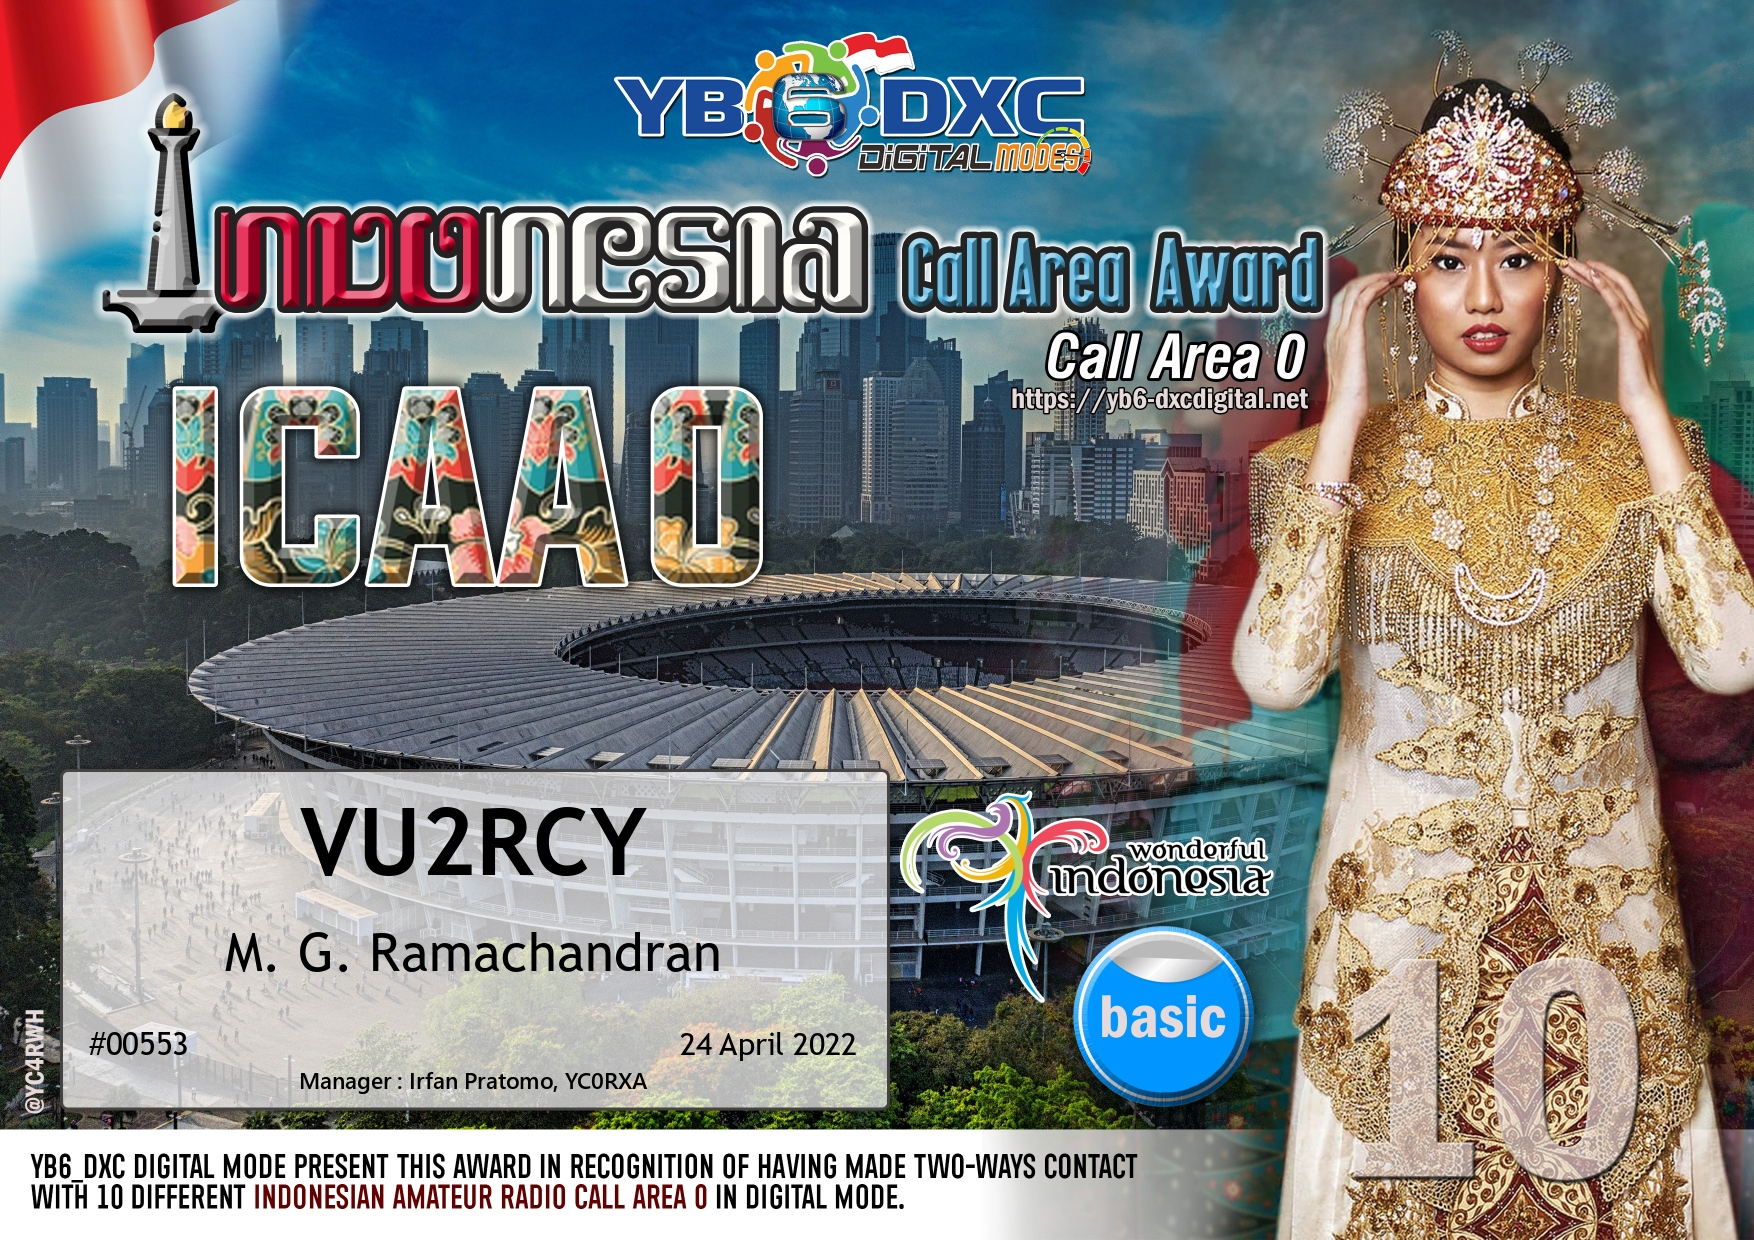 YB6 DXC
DIGITAL MODES
Indonesia Call Area Award
Call Area 0
https://yb6-dxcdigital.net
ICAA0
VU2RCY
M. G. Ramachandran
#00553 24 April 2022
Manager : Irfan Pratomo, YC0RXA
wonderful
indonesia
basic
10
@YC4RWH
YB6_DXC DIGITAL MODE PRESENT THIS AWARD IN RECOGNITION OF HAVING MADE TWO-WAYS CONTACT
WITH 10 DIFFERENT INDONESIAN AMATEUR RADIO CALL AREA 0 IN DIGITAL MODE.